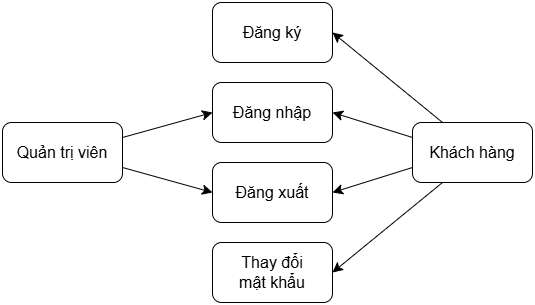 Đăng ký
Đăng nhập
Quản trị viên
Khách hàng
Đăng xuất
Thay đổi
mật khẩu